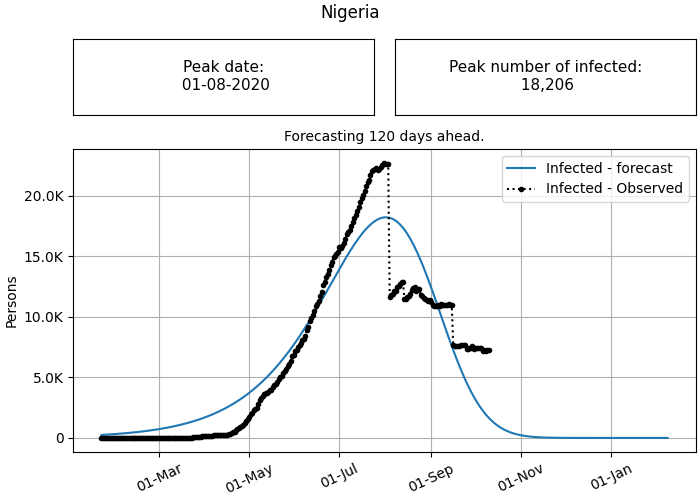 Nigeria
Peak date:
01-08-2020
Peak number of infected:
18,206
Forecasting 120 days ahead.
Infected - forecast
Infected - Observed
Persons
20.0K
15.0K
10.0K
5.0K
0
01-Mar
01-May
01-Jul
01-Sep
01-Nov
01-Jan